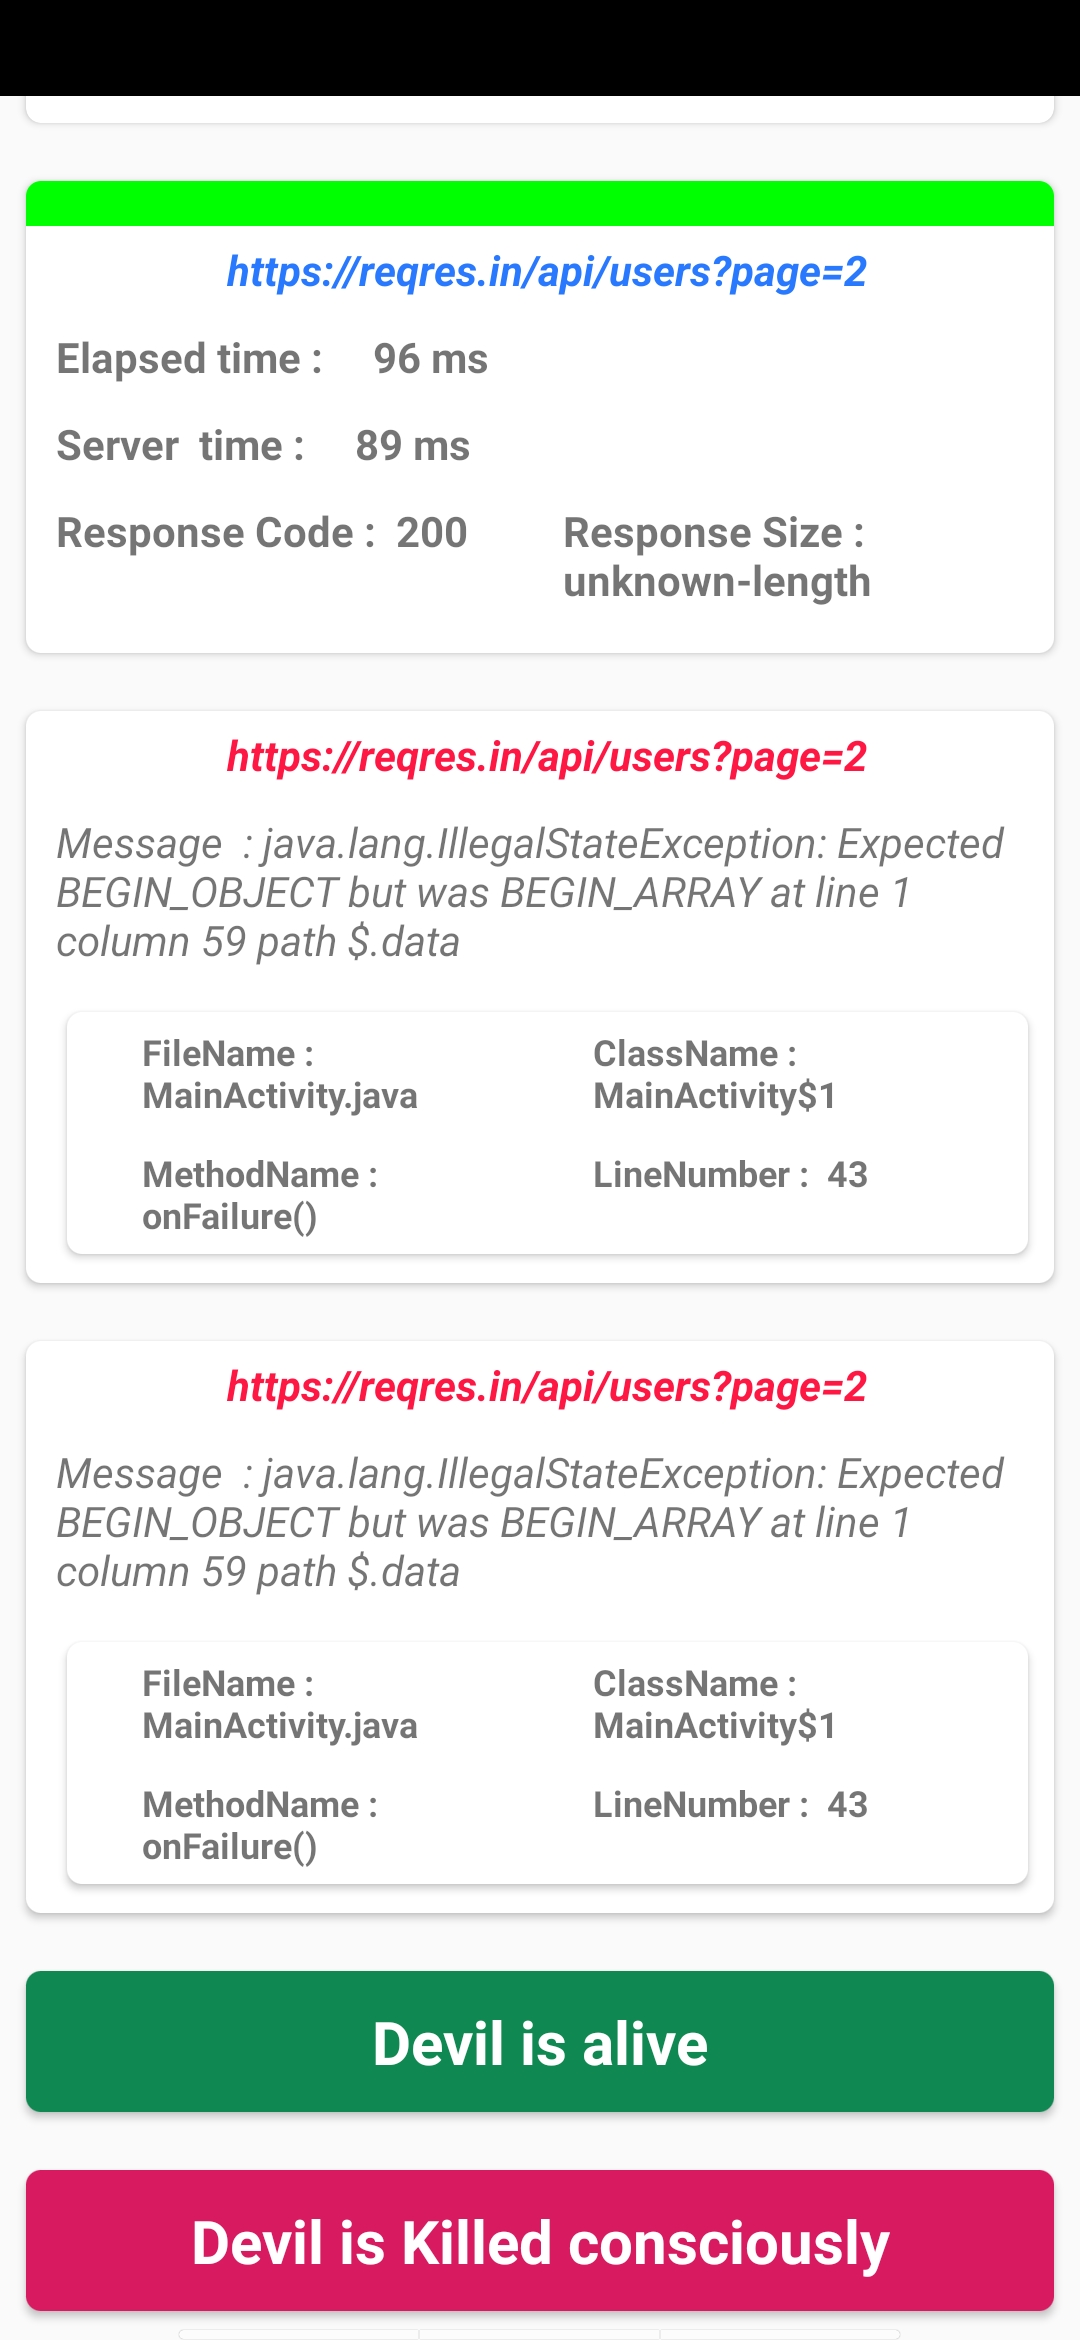 https://reqres.in/api/users?page=2
Elapsed time :   96 ms
Server  time :   89 ms
Response Code :  200
Response Size :
unknown-length
https://reqres.in/api/users?page=2
Message  : java.lang.IllegalStateException: Expected
BEGIN_OBJECT but was BEGIN_ARRAY at line 1
column 59 path $.data
FileName :
MainActivity.java
ClassName :
MainActivity$1
MethodName :
onFailure()
LineNumber :  43
https://reqres.in/api/users?page=2
Message  : java.lang.IllegalStateException: Expected
BEGIN_OBJECT but was BEGIN_ARRAY at line 1
column 59 path $.data
FileName :
MainActivity.java
ClassName :
MainActivity$1
MethodName :
onFailure()
LineNumber :  43
Devil is alive
Devil is Killed consciously